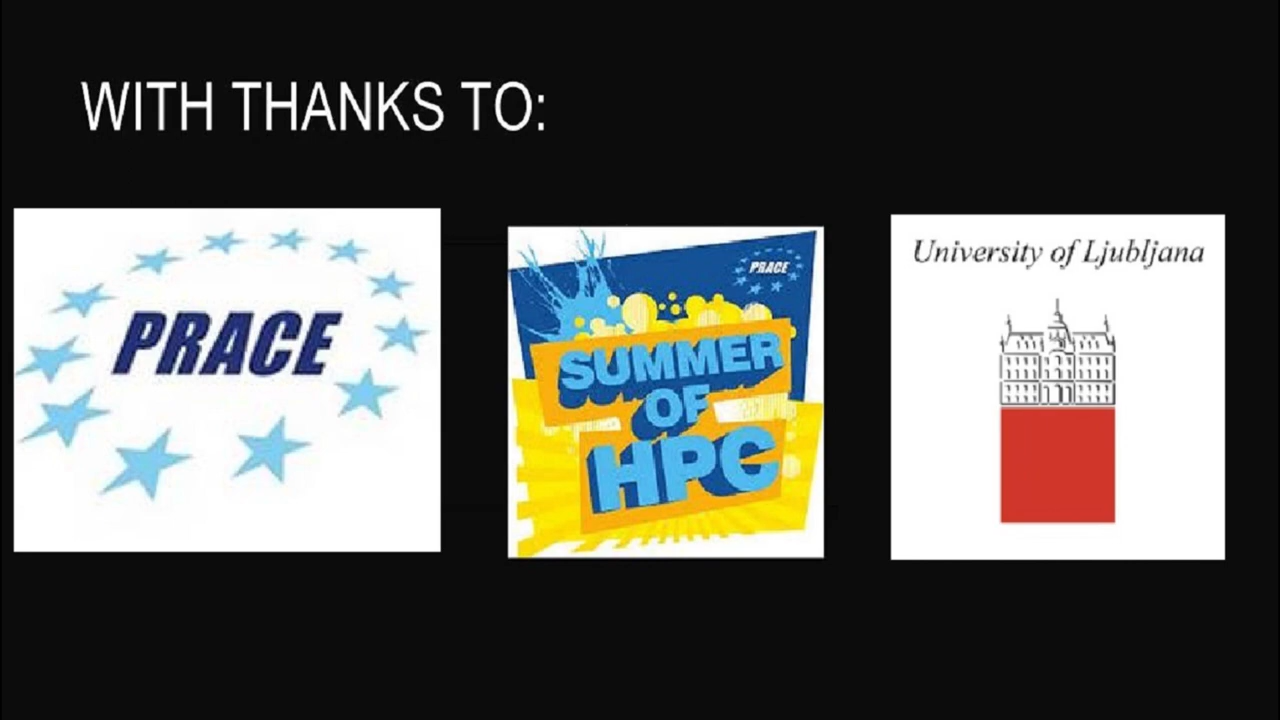 WITH THANKS TO:
PRACE
PRACE
SUMMER
OF
HPC
University of Ljubljana